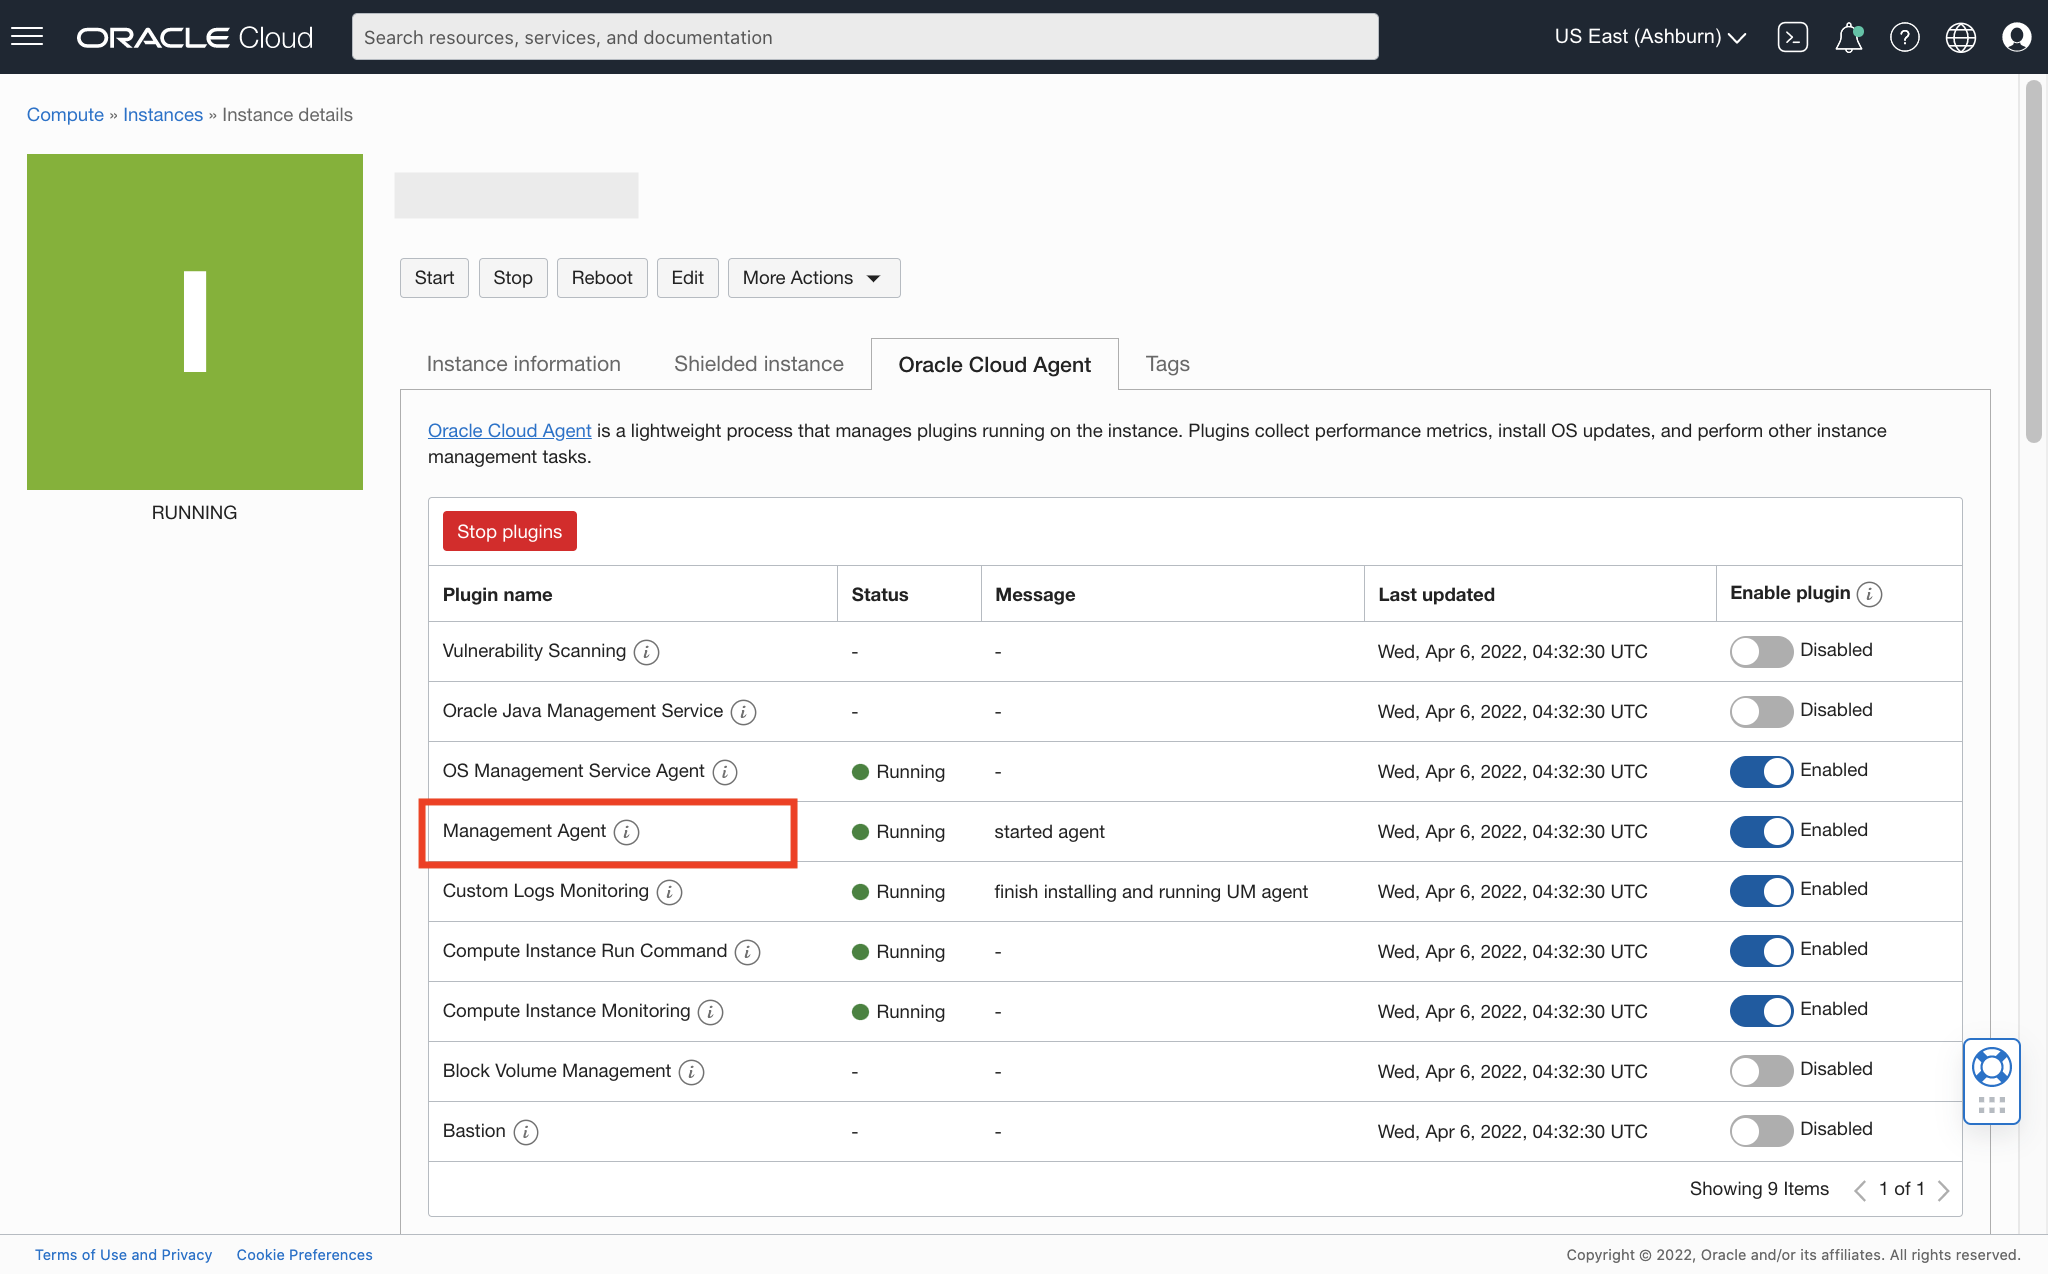 ORACLE Cloud
Search resources, services, and documentation
US East (Ashburn)
Compute » Instances » Instance details
I
RUNNING
Start Stop Reboot Edit More Actions
Instance information Shielded instance Oracle Cloud Agent Tags
Oracle Cloud Agent is a lightweight process that manages plugins running on the instance. Plugins collect performance metrics, install OS updates, and perform other instance
management tasks.
Stop plugins
Plugin name Status Message Last updated Enable plugin i
Vulnerability Scanning i - - Wed, Apr 6, 2022, 04:32:30 UTC Disabled
Oracle Java Management Service i - - Wed, Apr 6, 2022, 04:32:30 UTC Disabled
OS Management Service Agent i Running - Wed, Apr 6, 2022, 04:32:30 UTC Enabled
Management Agent i Running started agent Wed, Apr 6, 2022, 04:32:30 UTC Enabled
Custom Logs Monitoring i Running finish installing and running UM agent Wed, Apr 6, 2022, 04:32:30 UTC Enabled
Compute Instance Run Command i Running - Wed, Apr 6, 2022, 04:32:30 UTC Enabled
Compute Instance Monitoring i Running - Wed, Apr 6, 2022, 04:32:30 UTC Enabled
Block Volume Management i - - Wed, Apr 6, 2022, 04:32:30 UTC Disabled
Bastion i - - Wed, Apr 6, 2022, 04:32:30 UTC Disabled
Showing 9 Items 1 of 1
Terms of Use and Privacy Cookie Preferences Copyright © 2022, Oracle and/or its affiliates. All rights reserved.